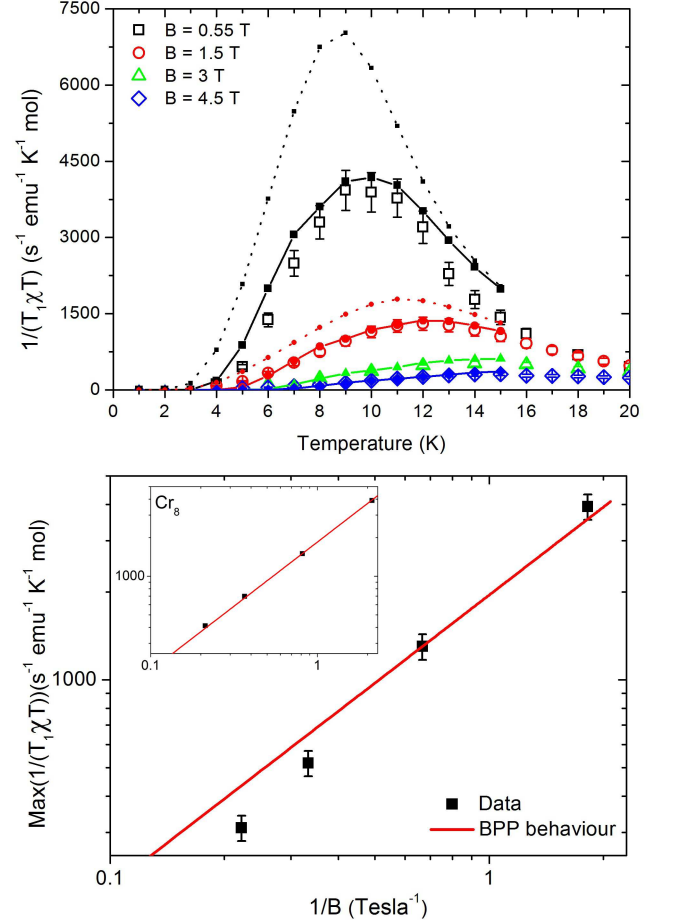 7500
6000
4500
3000
1500
0
1/(T₁χT) (s⁻¹ emu⁻¹ K⁻¹ mol)
B = 0.55 T
B = 1.5 T
B = 3 T
B = 4.5 T
0 2 4 6 8 10 12 14 16 18 20
Temperature (K)
Max(1/(T₁χT))(s⁻¹ emu⁻¹ K⁻¹ mol)
1000
Cr₈
1000
0.1 1
Data
BPP behaviour
0.1 1
1/B (Tesla⁻¹)